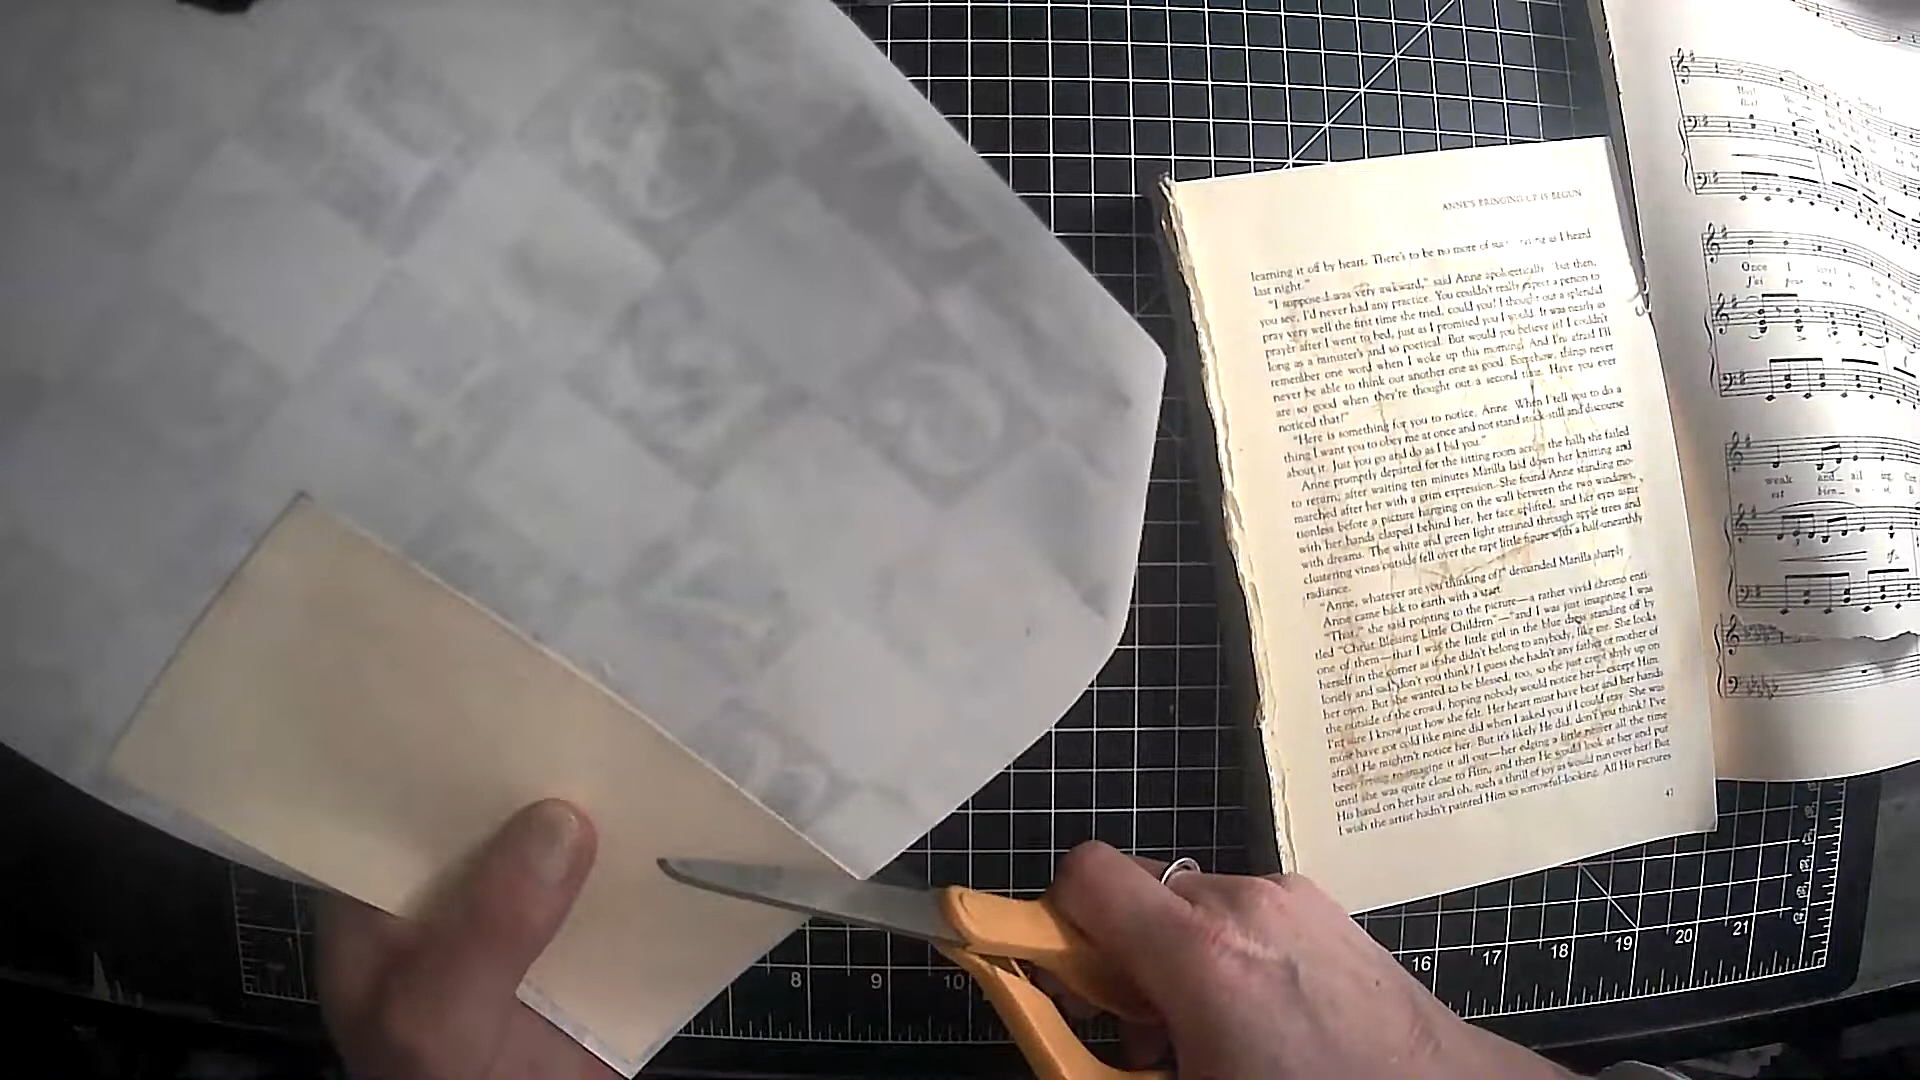 ANNE'S BRINGING UP IS BEGUN
learning it off by heart. There's to be no more of as I heard
last night."
"I suppose I was very awkward," said Anne apologetically but then,
you see, I'd never had any practice. You couldn't really expect a person to
pray very well the first time she tried, could you? I thought out a splendid
prayer after I went to bed, just as I promised you I would. It was nearly as
long as a minister's and so poetical. But would you believe it? I couldn't
remember one word when I woke up this morning. And I'm afraid I'll
never be able to think out another one as good. Somehow, things never
are so good when they're thought out a second time. Have you ever
noticed that?"
"Here is something for you to notice, Anne. When I tell you to do a
thing I want you to obey me at once and not stand stock-still and discourse
about it. Just you go and do as I bid you."
Anne promptly departed for the sitting room across the hall; she failed
to return; after waiting ten minutes Marilla laid down her knitting and
marched after her with a grim expression. She found Anne standing mo-
tionless before a picture hanging on the wall between the two windows,
with her hands clasped behind her, her face uplifted, and her eyes astar
with dreams. The white and green light strained through apple trees and
clustering vines outside fell over the rapt little figure with a half-unearthly
radiance.
"Anne, whatever are you thinking of?" demanded Marilla sharply.
Anne came back to earth with a start.
"That," she said pointing to the picture—a rather vivid chromo enti-
tled "Christ Blessing Little Children"—"and I was just imagining I was
one of them—that I was the little girl in the blue dress standing off by
herself in the corner as if she didn't belong to anybody, like me. She looks
lonely and sad, don't you think? I guess she hadn't any father or mother of
her own. But she wanted to be blessed, too, so she just crept shyly up on
the outside of the crowd, hoping nobody would notice her—except Him.
I'm sure I know just how she felt. Her heart must have beat and her hands
must have got cold like mine did when I asked you if I could stay. She was
afraid He mightn't notice her. But it's likely He did, don't you think? I've
been trying to imagine it all out—her edging a little nearer all the time
until she was quite close to Him; and then He would look at her and put
His hand on her hair and oh, such a thrill of joy as would run over her! But
I wish the artist hadn't painted Him so sorrowful-looking. All His pictures
Once I
J'ai
weak and ail ing
est
8 9 10 16 17 18 19 20 21